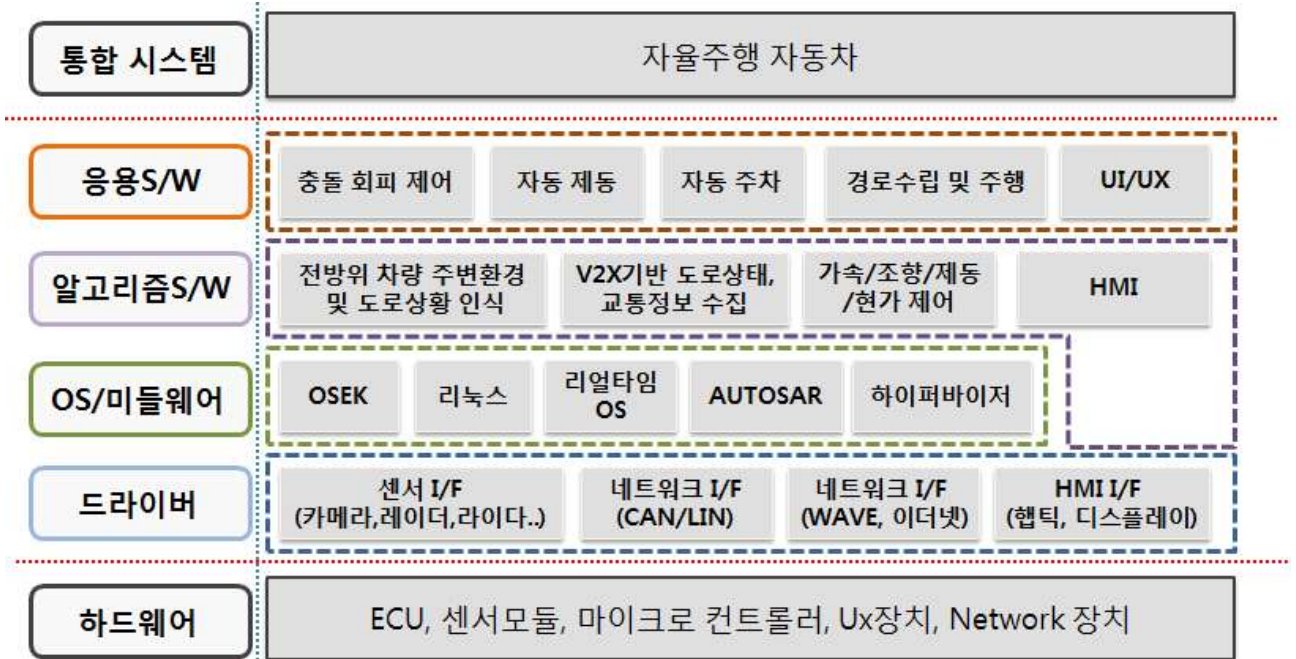 통합 시스템
자율주행 자동차
응용S/W
충돌 회피 제어
자동 제동
자동 주차
경로수립 및 주행
UI/UX
알고리즘S/W
전방위 차량 주변환경
및 도로상황 인식
V2X기반 도로상태,
교통정보 수집
가속/조향/제동
/현가 제어
HMI
OS/미들웨어
OSEK
리눅스
리얼타임
OS
AUTOSAR
하이퍼바이저
드라이버
센서 I/F
(카메라,레이더,라이다..)
네트워크 I/F
(CAN/LIN)
네트워크 I/F
(WAVE, 이더넷)
HMI I/F
(햅틱, 디스플레이)
하드웨어
ECU, 센서모듈, 마이크로 컨트롤러, Ux장치, Network 장치